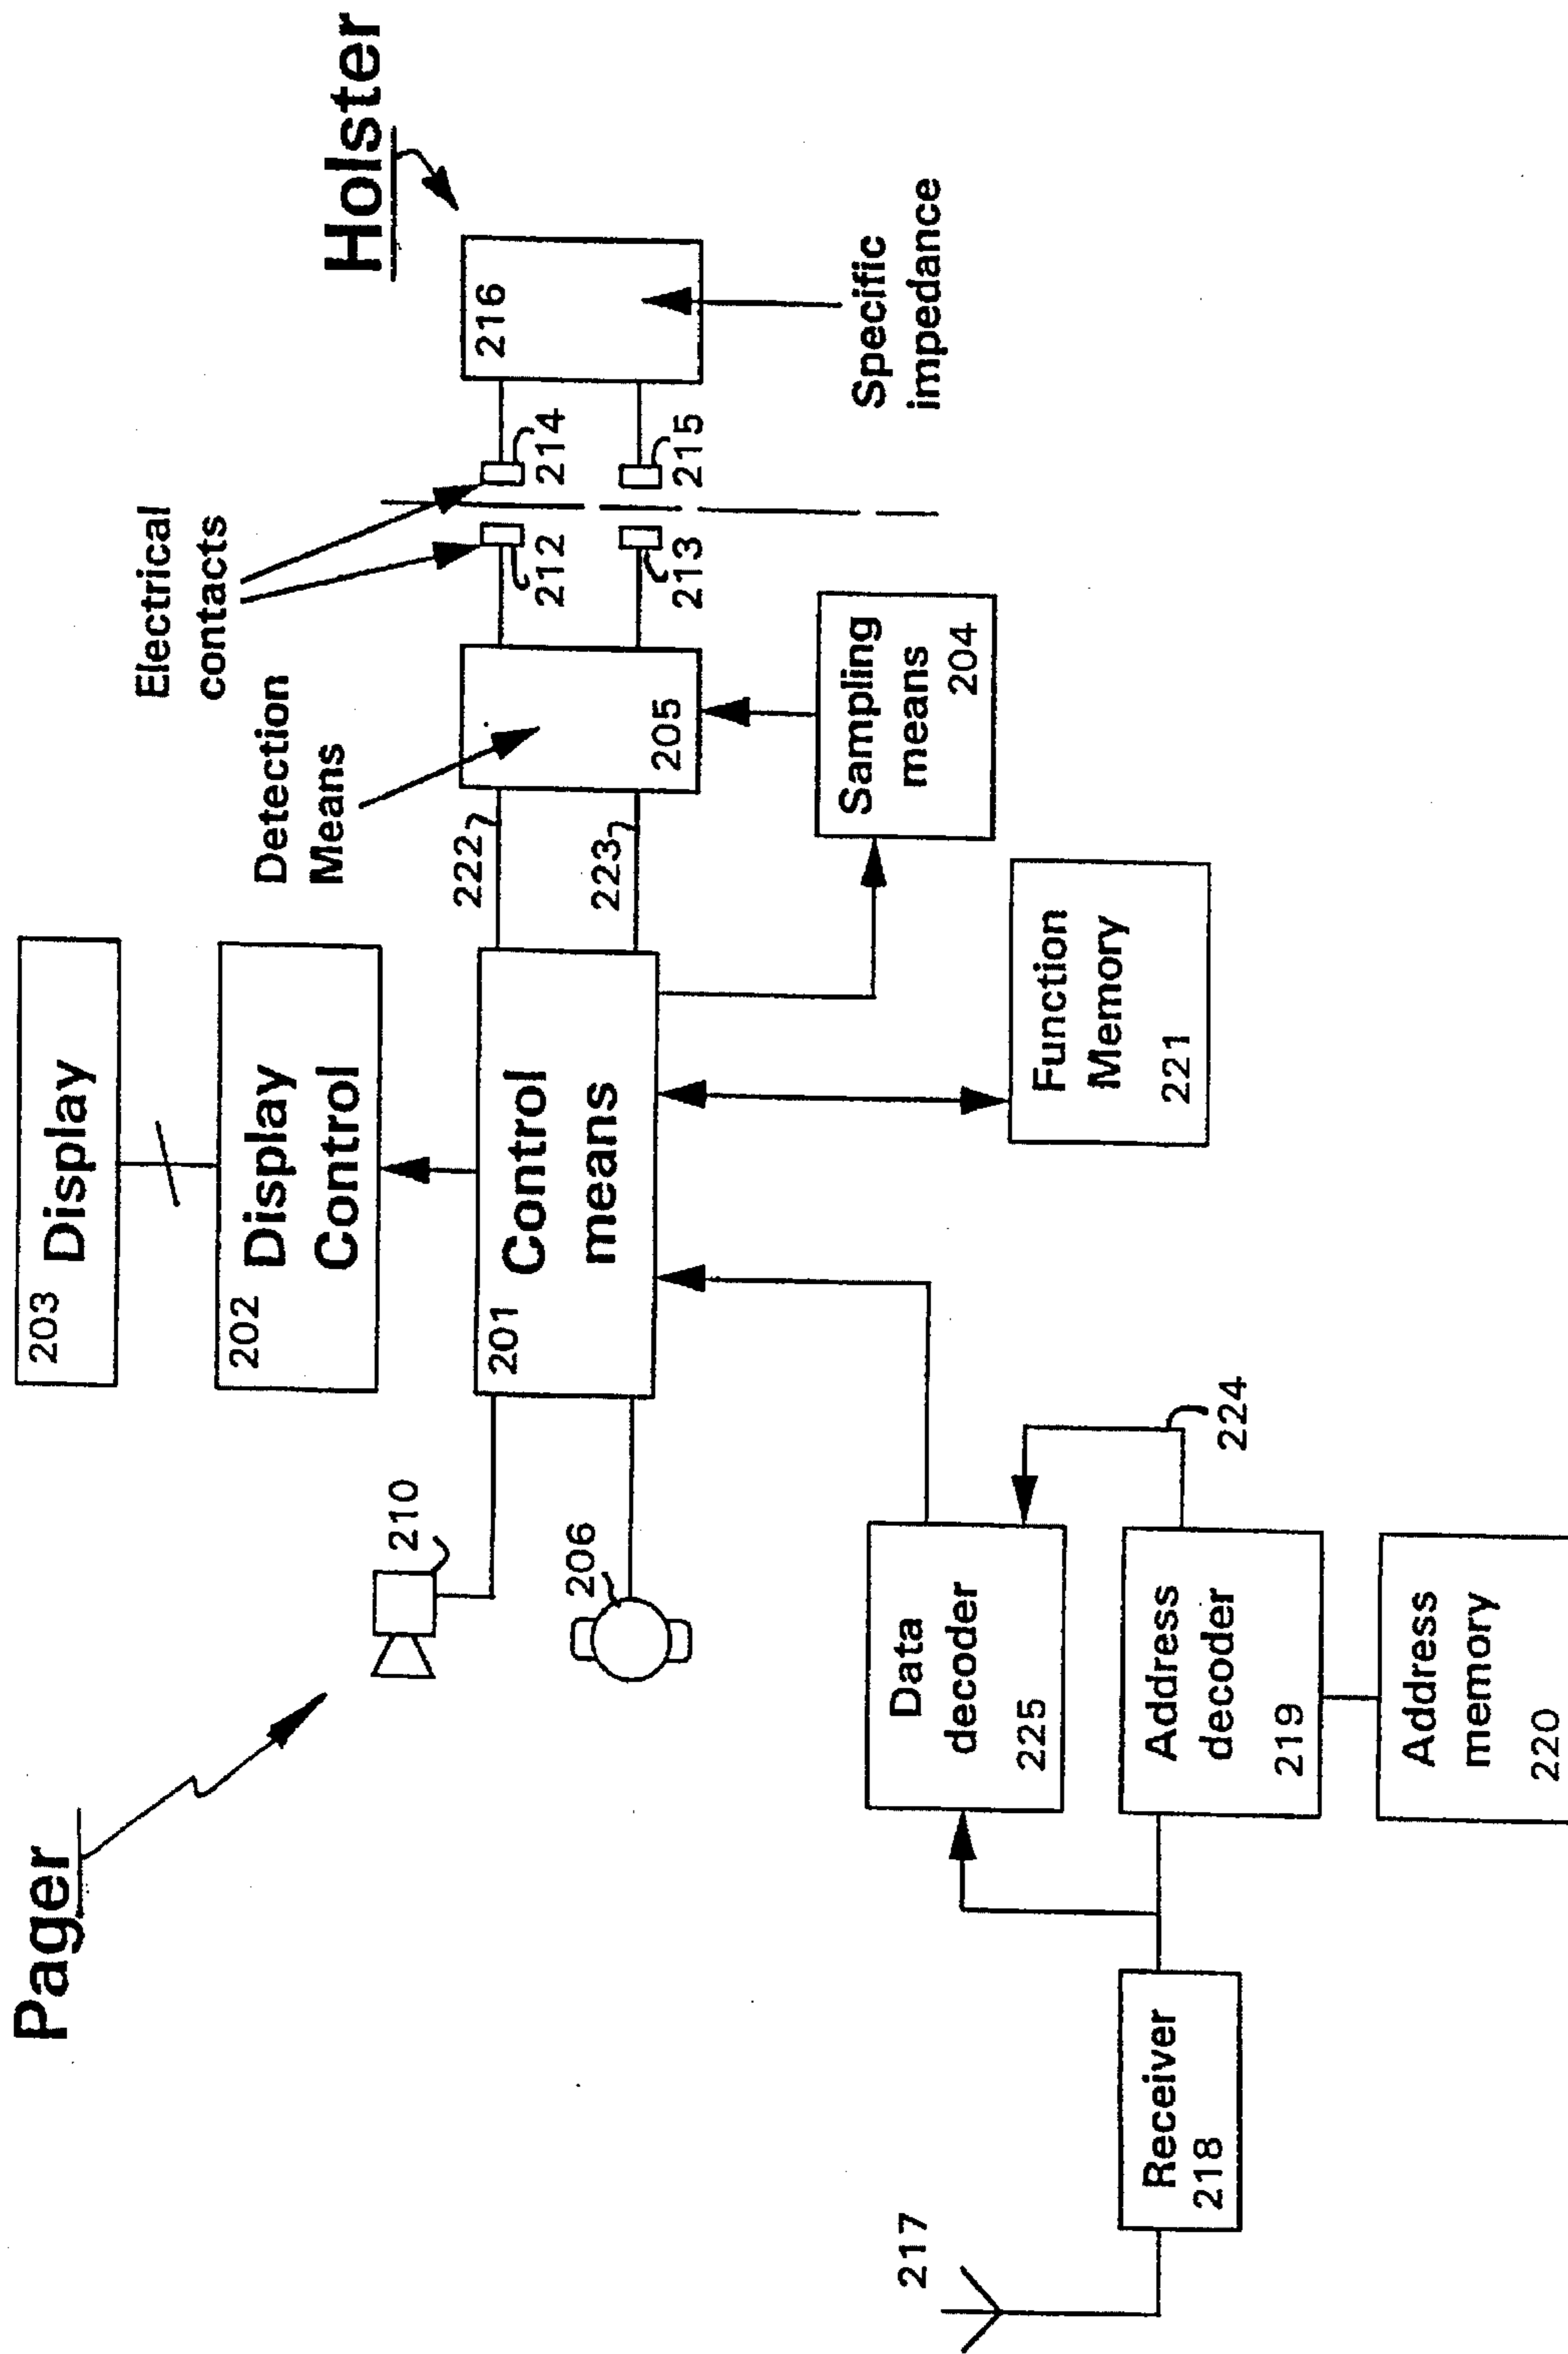 Pager
Holster
203
Display
202
Display
Control
201
Control
means
210
206
Electrical
contacts
Detection
Means
222
223
205
212
213
214
215
216
Specific
impedance
Sampling
means
204
Function
Memory
221
Data
decoder
225
224
Address
decoder
219
Address
memory
220
217
Receiver
218